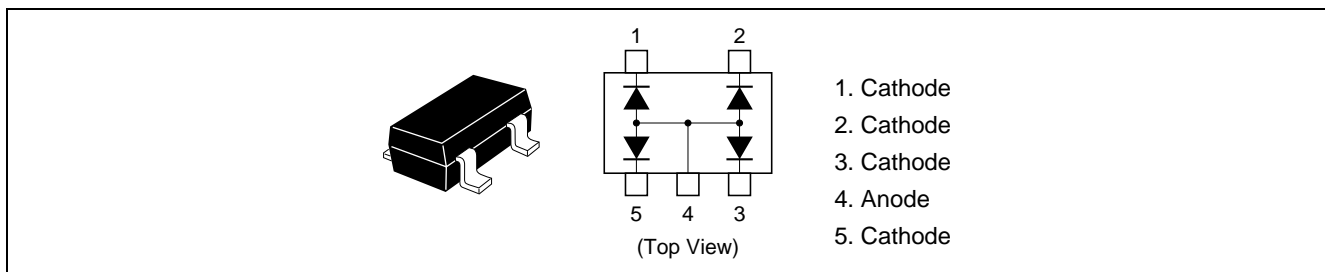 1 2
5 4 3
(Top View)
1. Cathode
2. Cathode
3. Cathode
4. Anode
5. Cathode